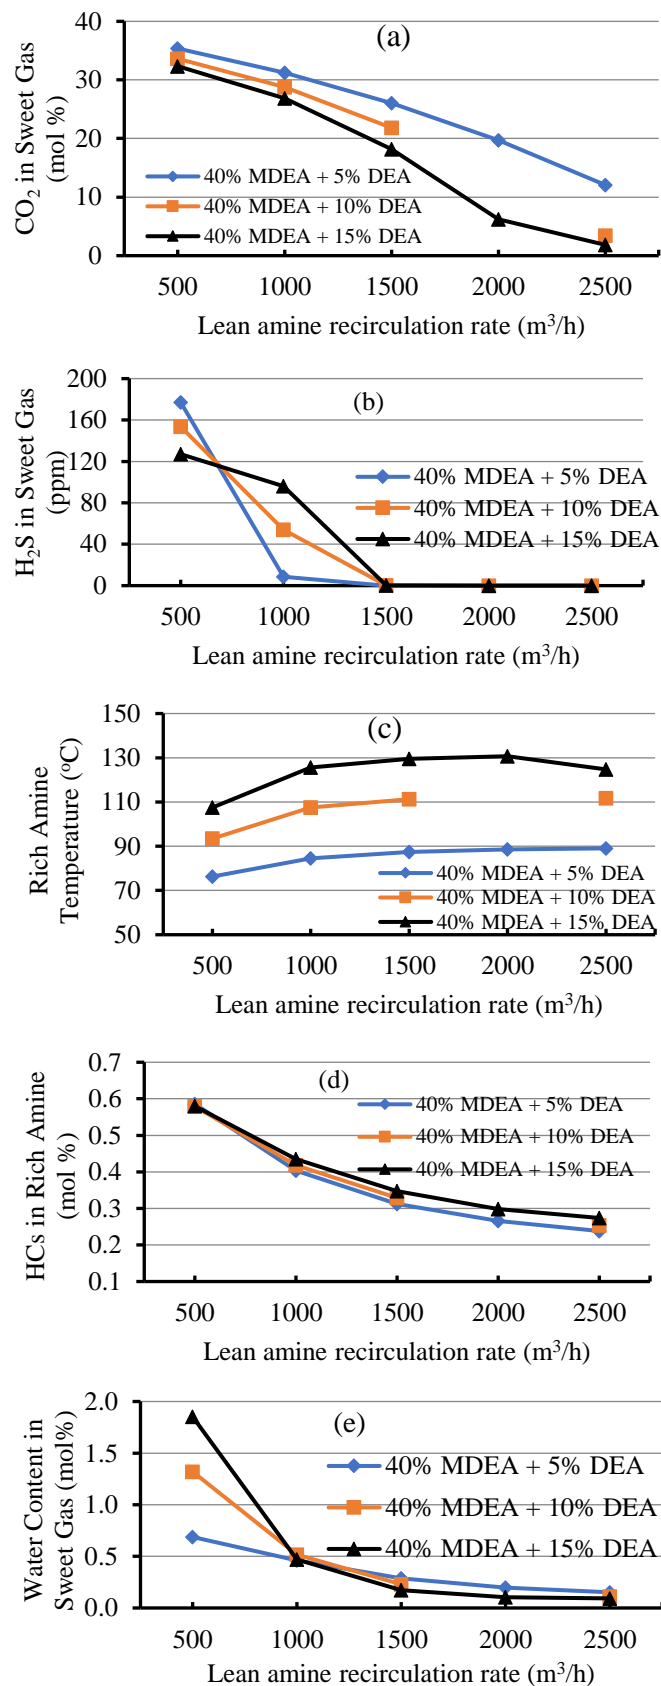 (a)
CO₂ in Sweet Gas
(mol %)
40
30
20
10
0
40% MDEA + 5% DEA
40% MDEA + 10% DEA
40% MDEA + 15% DEA
500 1000 1500 2000 2500
Lean amine recirculation rate (m³/h)
(b)
H₂S in Sweet Gas
(ppm)
200
160
120
80
40
0
40% MDEA + 5% DEA
40% MDEA + 10% DEA
40% MDEA + 15% DEA
500 1000 1500 2000 2500
Lean amine recirculation rate (m³/h)
(c)
Rich Amine
Temperature (ᵒC)
150
130
110
90
70
50
40% MDEA + 5% DEA
40% MDEA + 10% DEA
40% MDEA + 15% DEA
500 1000 1500 2000 2500
Lean amine recirculation rate (m³/h)
(d)
HCs in Rich Amine
(mol %)
0.7
0.6
0.5
0.4
0.3
0.2
0.1
40% MDEA + 5% DEA
40% MDEA + 10% DEA
40% MDEA + 15% DEA
500 1000 1500 2000 2500
Lean amine recirculation rate (m³/h)
(e)
Water Content in
Sweet Gas (mol%)
2.0
1.5
1.0
0.5
0.0
40% MDEA + 5% DEA
40% MDEA + 10% DEA
40% MDEA + 15% DEA
500 1000 1500 2000 2500
Lean amine recirculation rate (m³/h)